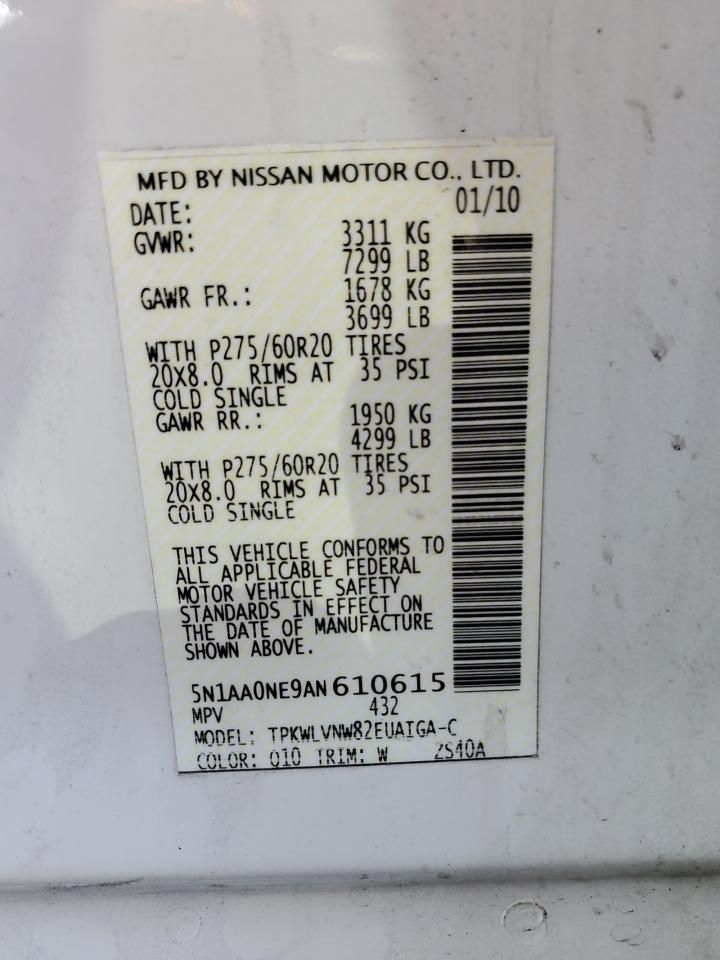 MFD BY NISSAN MOTOR CO., LTD.
DATE: 01/10
GVWR: 3311 KG
7299 LB
GAWR FR.: 1678 KG
3699 LB
WITH P275/60R20 TIRES
20X8.0 RIMS AT 35 PSI
COLD SINGLE
GAWR RR.: 1950 KG
4299 LB
WITH P275/60R20 TIRES
20X8.0 RIMS AT 35 PSI
COLD SINGLE
THIS VEHICLE CONFORMS TO
ALL APPLICABLE FEDERAL
MOTOR VEHICLE SAFETY
STANDARDS IN EFFECT ON
THE DATE OF MANUFACTURE
SHOWN ABOVE.
5N1AA0NE9AN610615
MPV 432
MODEL: TPKWLVNW82EUAIGA-C
COLOR: 010 TRIM: W ZS40A